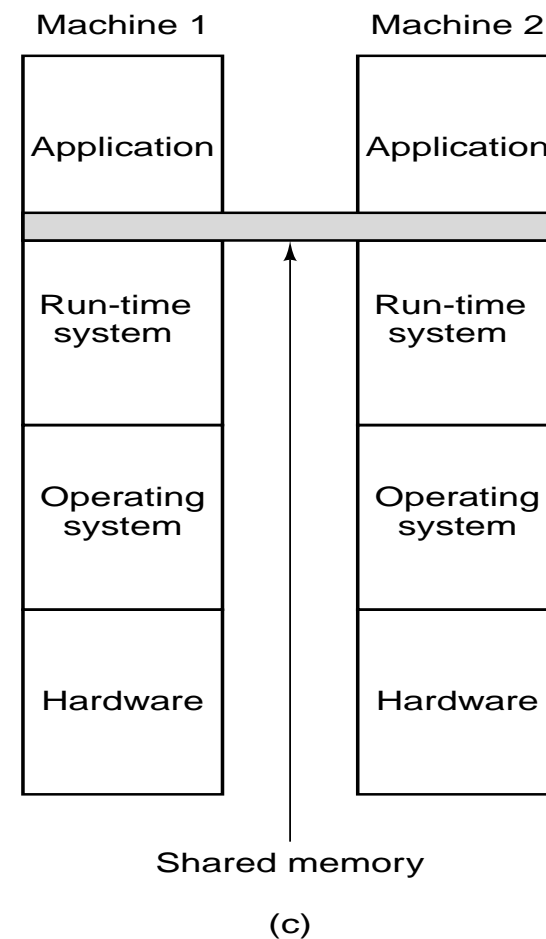 Machine 1
Machine 2
Application
Application
Run-time
system
Run-time
system
Operating
system
Operating
system
Hardware
Hardware
Shared memory
(c)